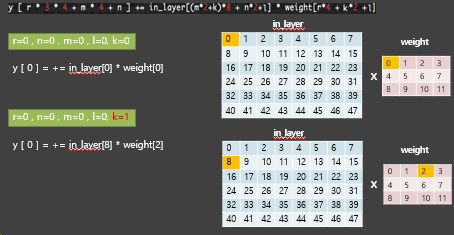 y [ r * 3 * 4 + m * 4 + n ] += in_layer[(m*2+k)*8 + n*2+l] * weight[r*4 + k*2 +l]
r=0 , n=0 , m=0 , l=0, k=0
y [ 0 ] = += in_layer[0] * weight[0]
in_layer
0 1 2 3 4 5 6 7
8 9 10 11 12 13 14 15
16 17 18 19 20 21 22 23
24 25 26 27 28 29 30 31
32 33 34 35 36 37 38 39
40 41 42 43 44 45 46 47
X
weight
0 1 2 3
4 5 6 7
8 9 10 11
r=0 , n=0 , m=0 , l=0, k=1
y [ 0 ] = += in_layer[8] * weight[2]
in_layer
0 1 2 3 4 5 6 7
8 9 10 11 12 13 14 15
16 17 18 19 20 21 22 23
24 25 26 27 28 29 30 31
32 33 34 35 36 37 38 39
40 41 42 43 44 45 46 47
X
weight
0 1 2 3
4 5 6 7
8 9 10 11